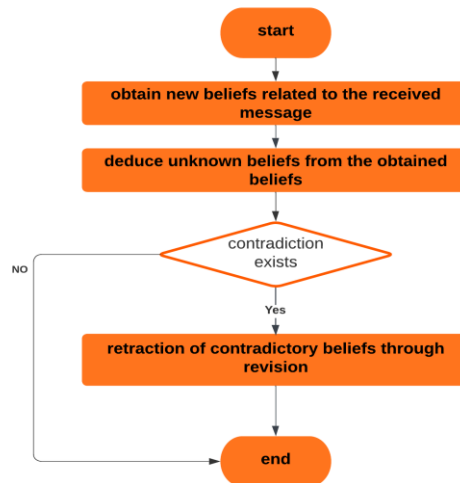 start
obtain new beliefs related to the received
message
deduce unknown beliefs from the obtained
beliefs
contradiction
exists
NO
Yes
retraction of contradictory beliefs through
revision
end